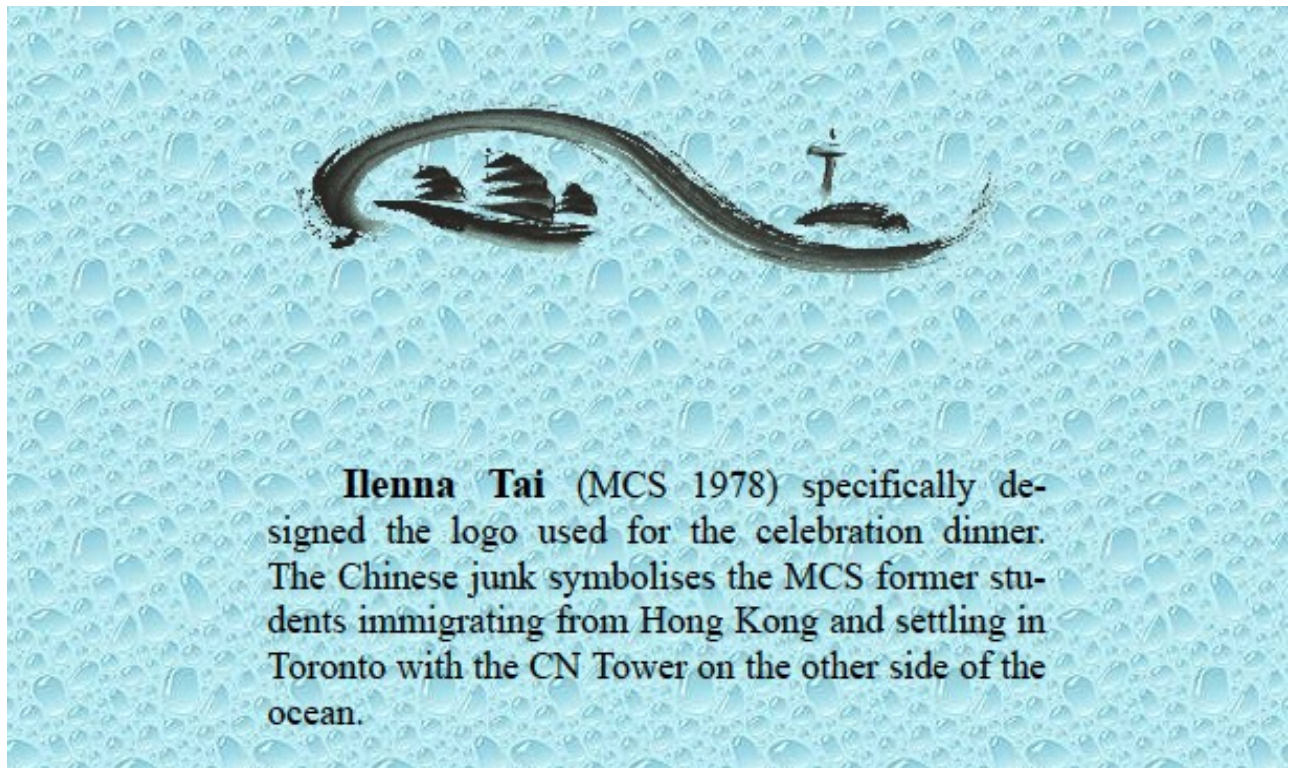 Ilenna Tai (MCS 1978) specifically de-
signed the logo used for the celebration dinner.
The Chinese junk symbolises the MCS former stu-
dents immigrating from Hong Kong and settling in
Toronto with the CN Tower on the other side of the
ocean.